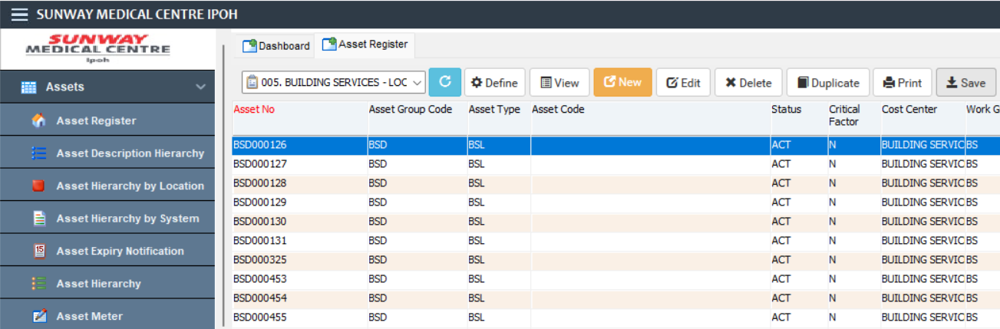 SUNWAY MEDICAL CENTRE IPOH
SUNWAY
MEDICAL CENTRE
Ipoh
Dashboard
Asset Register
005. BUILDING SERVICES - LOC
Define
View
New
Edit
Delete
Duplicate
Print
Save
Assets
Asset Register
Asset Description Hierarchy
Asset Hierarchy by Location
Asset Hierarchy by System
15
Asset Expiry Notification
Asset Hierarchy
Asset Meter
Asset No Asset Group Code Asset Type Asset Code Status Critical Factor Cost Center Work G
BSD000126 BSD BSL ACT N BUILDING SERVIC BS
BSD000127 BSD BSL ACT N BUILDING SERVIC BS
BSD000128 BSD BSL ACT N BUILDING SERVIC BS
BSD000129 BSD BSL ACT N BUILDING SERVIC BS
BSD000130 BSD BSL ACT N BUILDING SERVIC BS
BSD000131 BSD BSL ACT N BUILDING SERVIC BS
BSD000325 BSD BSL ACT N BUILDING SERVIC BS
BSD000453 BSD BSL ACT N BUILDING SERVIC BS
BSD000454 BSD BSL ACT N BUILDING SERVIC BS
BSD000455 BSD BSL ACT N BUILDING SERVIC BS